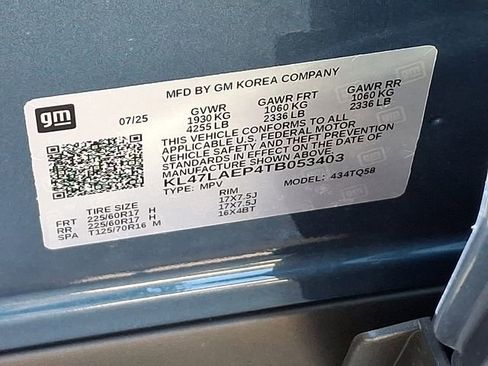 gm
MFD BY GM KOREA COMPANY
07/25 GVWR GAWR FRT GAWR RR
1930 KG 1060 KG 1060 KG
4255 LB 2336 LB 2336 LB
THIS VEHICLE CONFORMS TO ALL
APPLICABLE U.S. FEDERAL MOTOR
VEHICLE SAFETY AND THEFT PREVENTION
STANDARDS IN EFFECT ON THE DATE OF
MANUFACTURE SHOWN ABOVE.
KL47LAEP4TB053403
TYPE: MPV MODEL: 434TQ58
TIRE SIZE RIM
FRT 225/60R17 H 17X7.5J
RR 225/60R17 H 17X7.5J
SPA T125/70R16 M 16X4BT